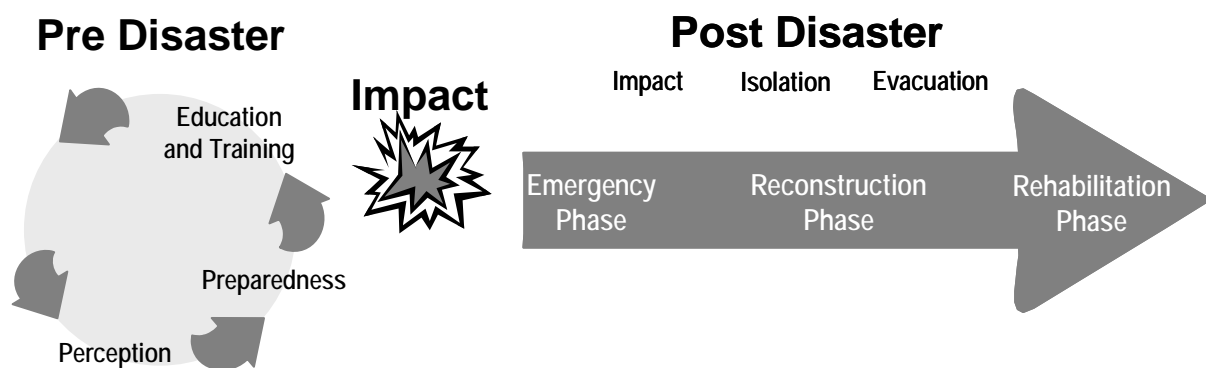 Pre Disaster
Education
and Training
Preparedness
Perception
Impact
Post Disaster
Impact Isolation Evacuation
Emergency
Phase
Reconstruction
Phase
Rehabilitation
Phase